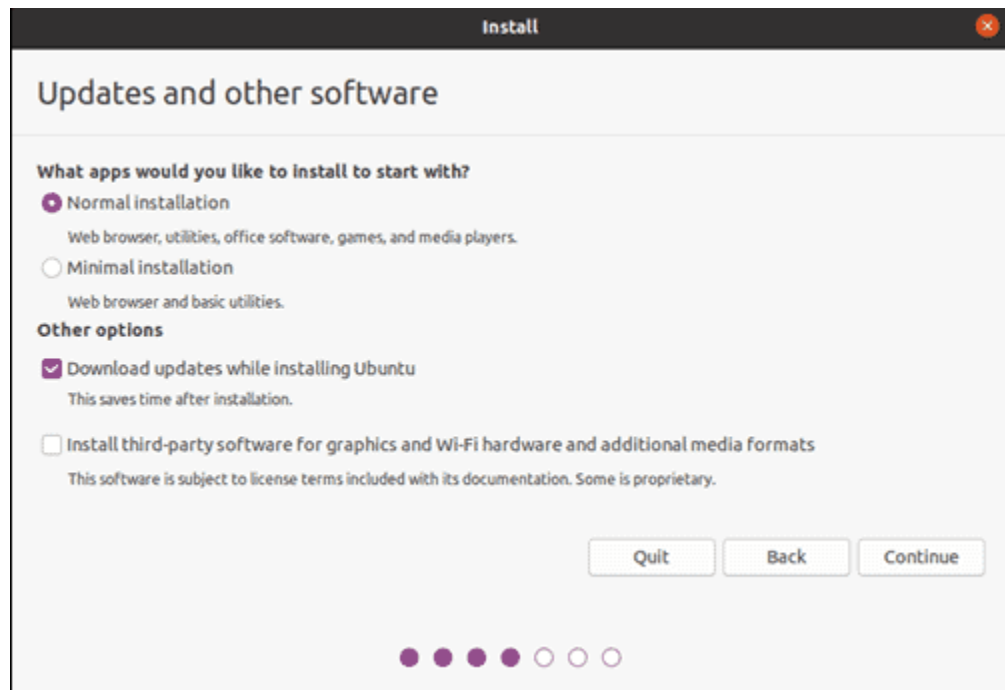 Install
Updates and other software
What apps would you like to install to start with?
Normal installation
Web browser, utilities, office software, games, and media players.
Minimal installation
Web browser and basic utilities.
Other options
Download updates while installing Ubuntu
This saves time after installation.
Install third-party software for graphics and Wi-Fi hardware and additional media formats
This software is subject to license terms included with its documentation. Some is proprietary.
Quit Back Continue